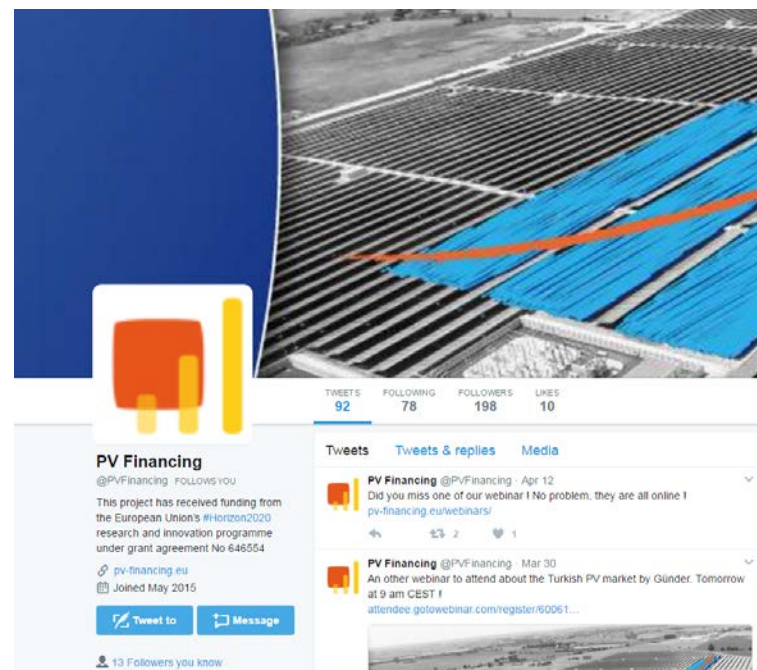 TWEETS FOLLOWING FOLLOWERS LIKES
92 78 198 10
PV Financing
@PVFinancing FOLLOWS YOU
This project has received funding from
the European Union's #Horizon2020
research and innovation programme
under grant agreement No 646554
pv-financing.eu
Joined May 2015
Tweet to Message
13 Followers you know
Tweets Tweets & replies Media
PV Financing @PVFinancing · Apr 12
Did you miss one of our webinar ! No problem, they are all online !
pv-financing.eu/webinars/
2 1
PV Financing @PVFinancing · Mar 30
An other webinar to attend about the Turkish PV market by Günder. Tomorrow
at 9 am CEST !
attendee.gotowebinar.com/register/60061...